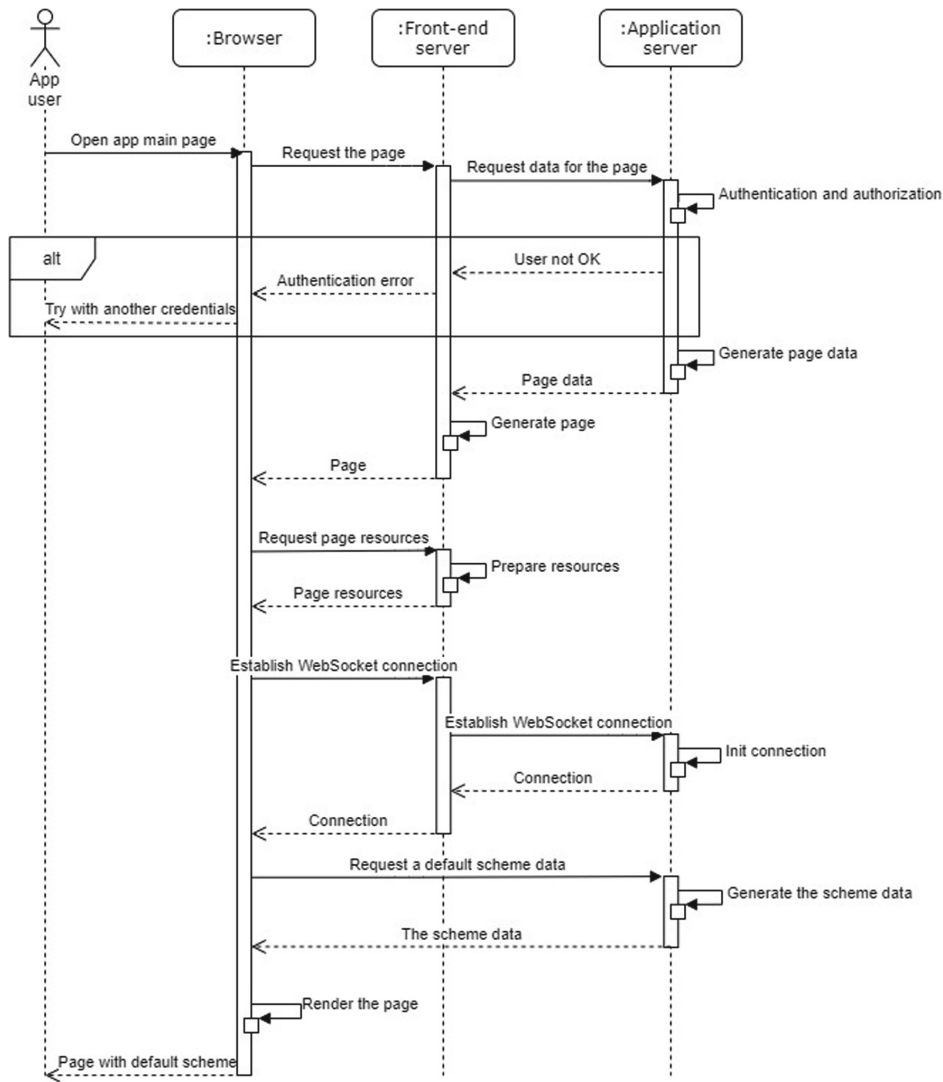 :Browser
:Front-end
server
:Application
server
App
user
Open app main page
Request the page
Request data for the page
Authentication and authorization
alt
User not OK
Authentication error
Try with another credentials
Generate page data
Page data
Generate page
Page
Request page resources
Prepare resources
Page resources
Establish WebSocket connection
Establish WebSocket connection
Init connection
Connection
Connection
Request a default scheme data
Generate the scheme data
The scheme data
Render the page
Page with default scheme